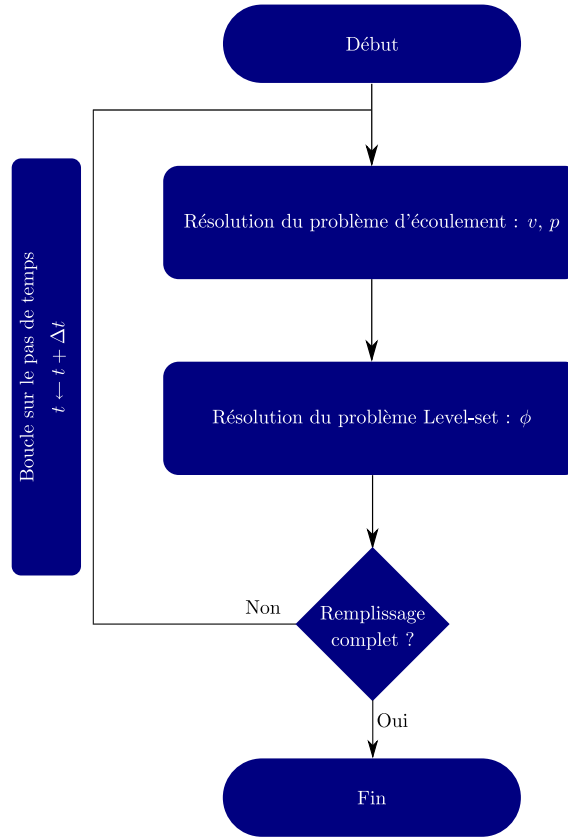 Début
Résolution du problème d'écoulement : v, p
Boucle sur le pas de temps
t ← t + Δt
Résolution du problème Level-set : ϕ
Non
Remplissage
complet ?
Oui
Fin